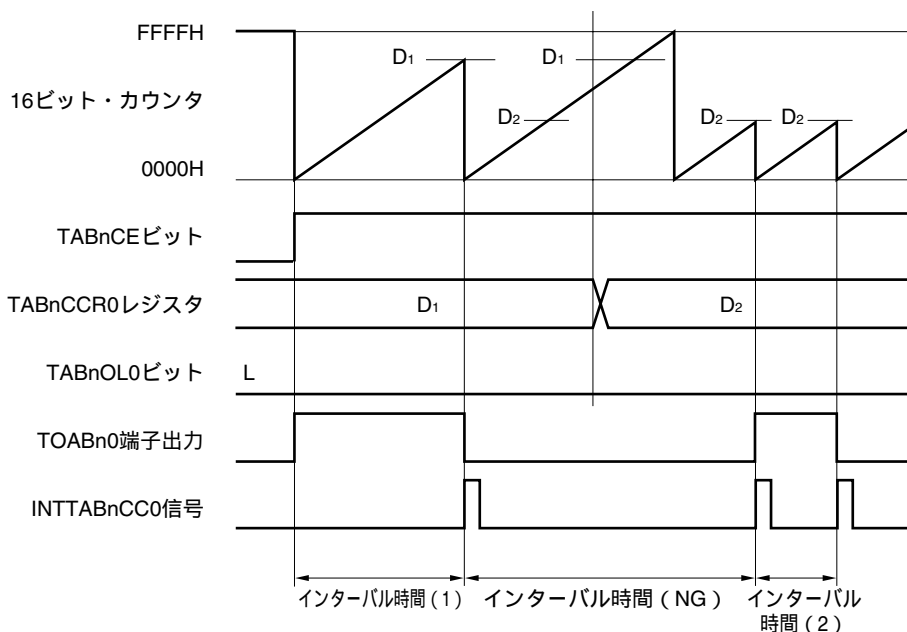 FFFFH
D1
D1
16ビット・カウンタ
D2
D2
D2
0000H
TABnCEビット
TABnCCR0レジスタ
D1
D2
TABnOL0ビット
L
TOABn0端子出力
INTTABnCC0信号
インターバル時間(1)
インターバル時間(NG)
インターバル
時間(2)